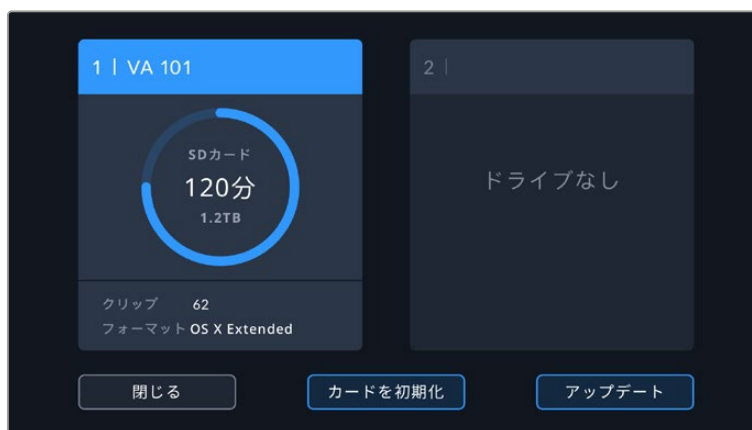 1 | VA 101
SDカード
120分
1.2TB
クリップ 62
フォーマット OS X Extended
2 |
ドライブなし
閉じる
カードを初期化
アップデート